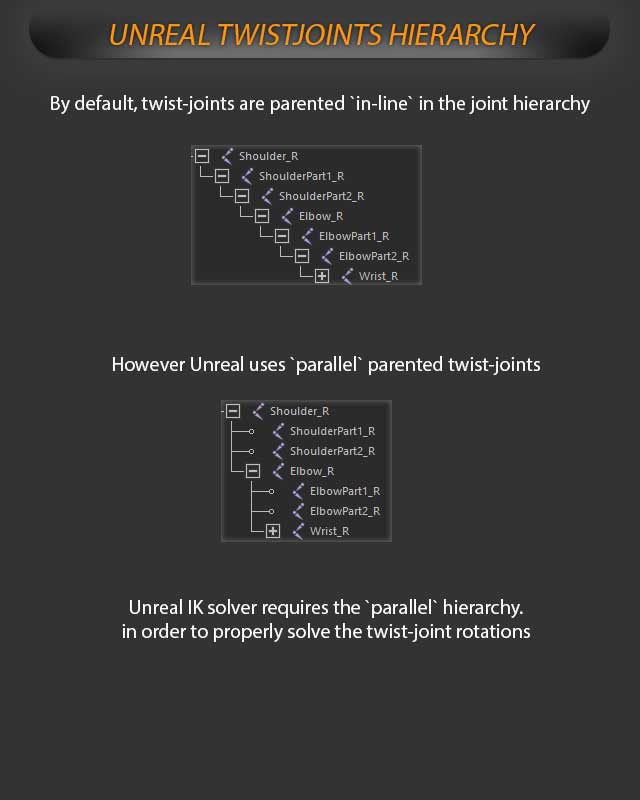 UNREAL TWISTJOINTS HIERARCHY
By default, twist-joints are parented `in-line` in the joint hierarchy
Shoulder_R
ShoulderPart1_R
ShoulderPart2_R
Elbow_R
ElbowPart1_R
ElbowPart2_R
Wrist_R
However Unreal uses `parallel` parented twist-joints
Shoulder_R
ShoulderPart1_R
ShoulderPart2_R
Elbow_R
ElbowPart1_R
ElbowPart2_R
Wrist_R
Unreal IK solver requires the `parallel` hierarchy.
in order to properly solve the twist-joint rotations